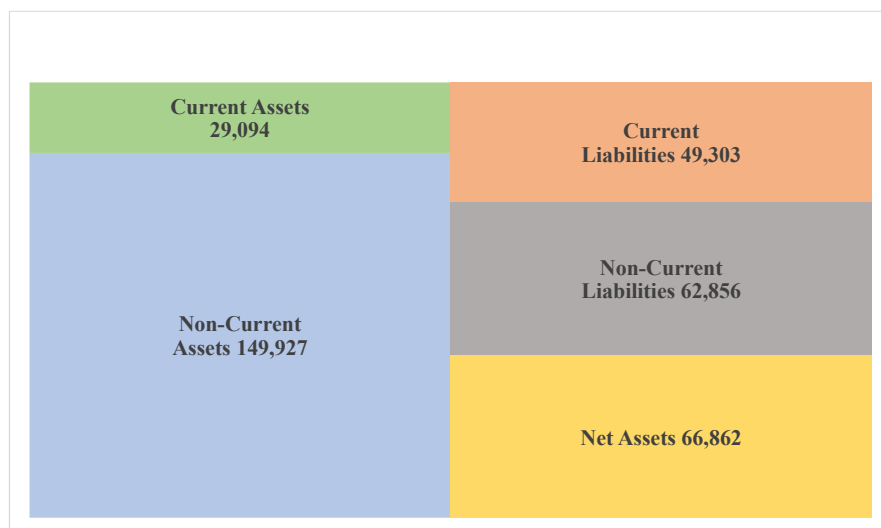 Current Assets
29,094
Non-Current
Assets 149,927
Current
Liabilities 49,303
Non-Current
Liabilities 62,856
Net Assets 66,862